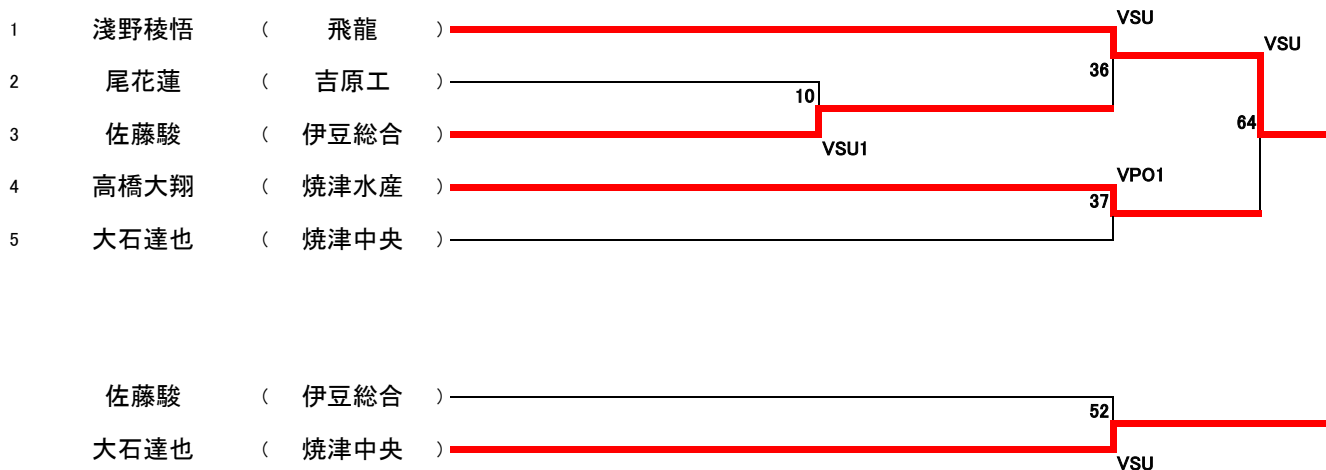 VSU
1 淺野稜悟 ( 飛龍 )
VSU
36
2 尾花蓮 ( 吉原工 )
10
64
3 佐藤駿 ( 伊豆総合 )
VSU1
VPO1
4 高橋大翔 ( 焼津水産 )
37
5 大石達也 ( 焼津中央 )
佐藤駿 ( 伊豆総合 )
52
大石達也 ( 焼津中央 )
VSU